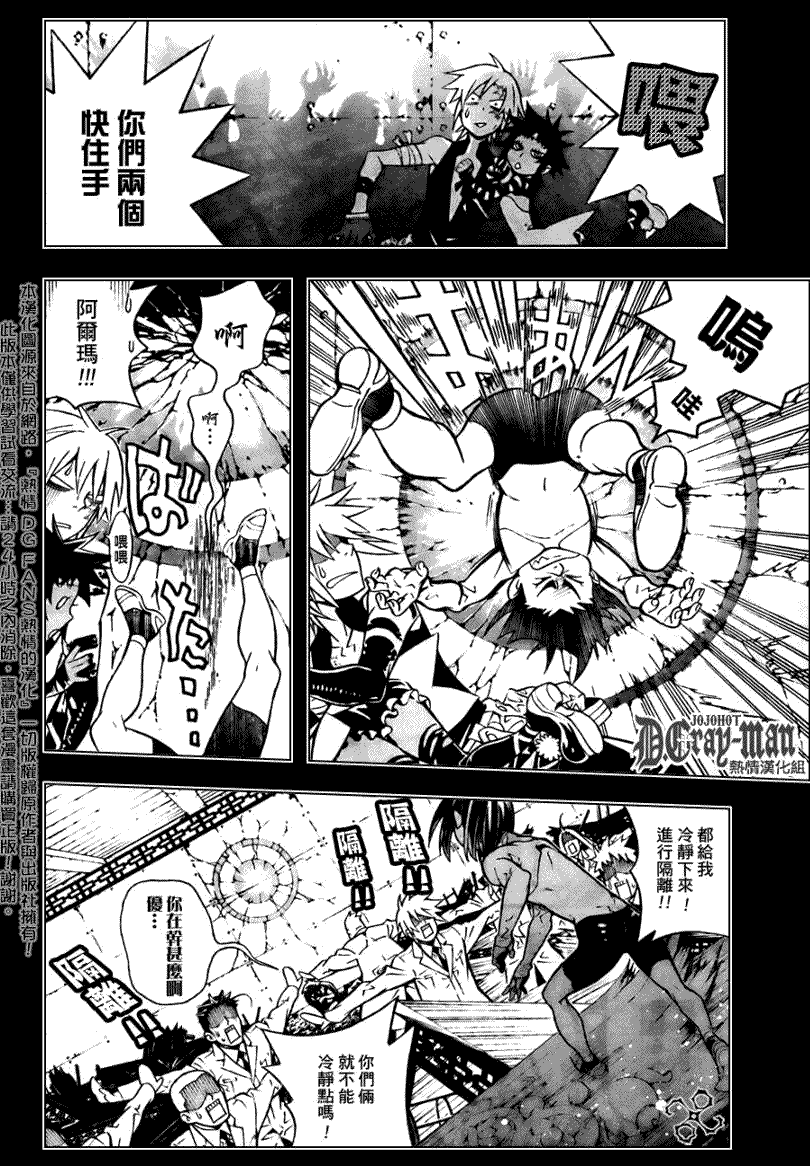 喂
你們兩個
快住手
嗚
哇
まぁん
啊
啊…
阿爾瑪!!!
喂喂
ばた…
都給我
冷靜下來！
進行隔離!!
隔離!!
隔離!!
你在幹甚麼啊
優…
隔離!!
你們倆
就不能
冷靜點嗎！
JOJOHOT
D.Gray-man
熱情漢化組
本漢化圖源來自於網路，『熱情DG FANS熱情的漢化』一切版權歸原作者與出版社擁有！
此版本僅供學習試看交流…請24小時之內消除，喜歡這套漫畫請購買正版！謝謝。